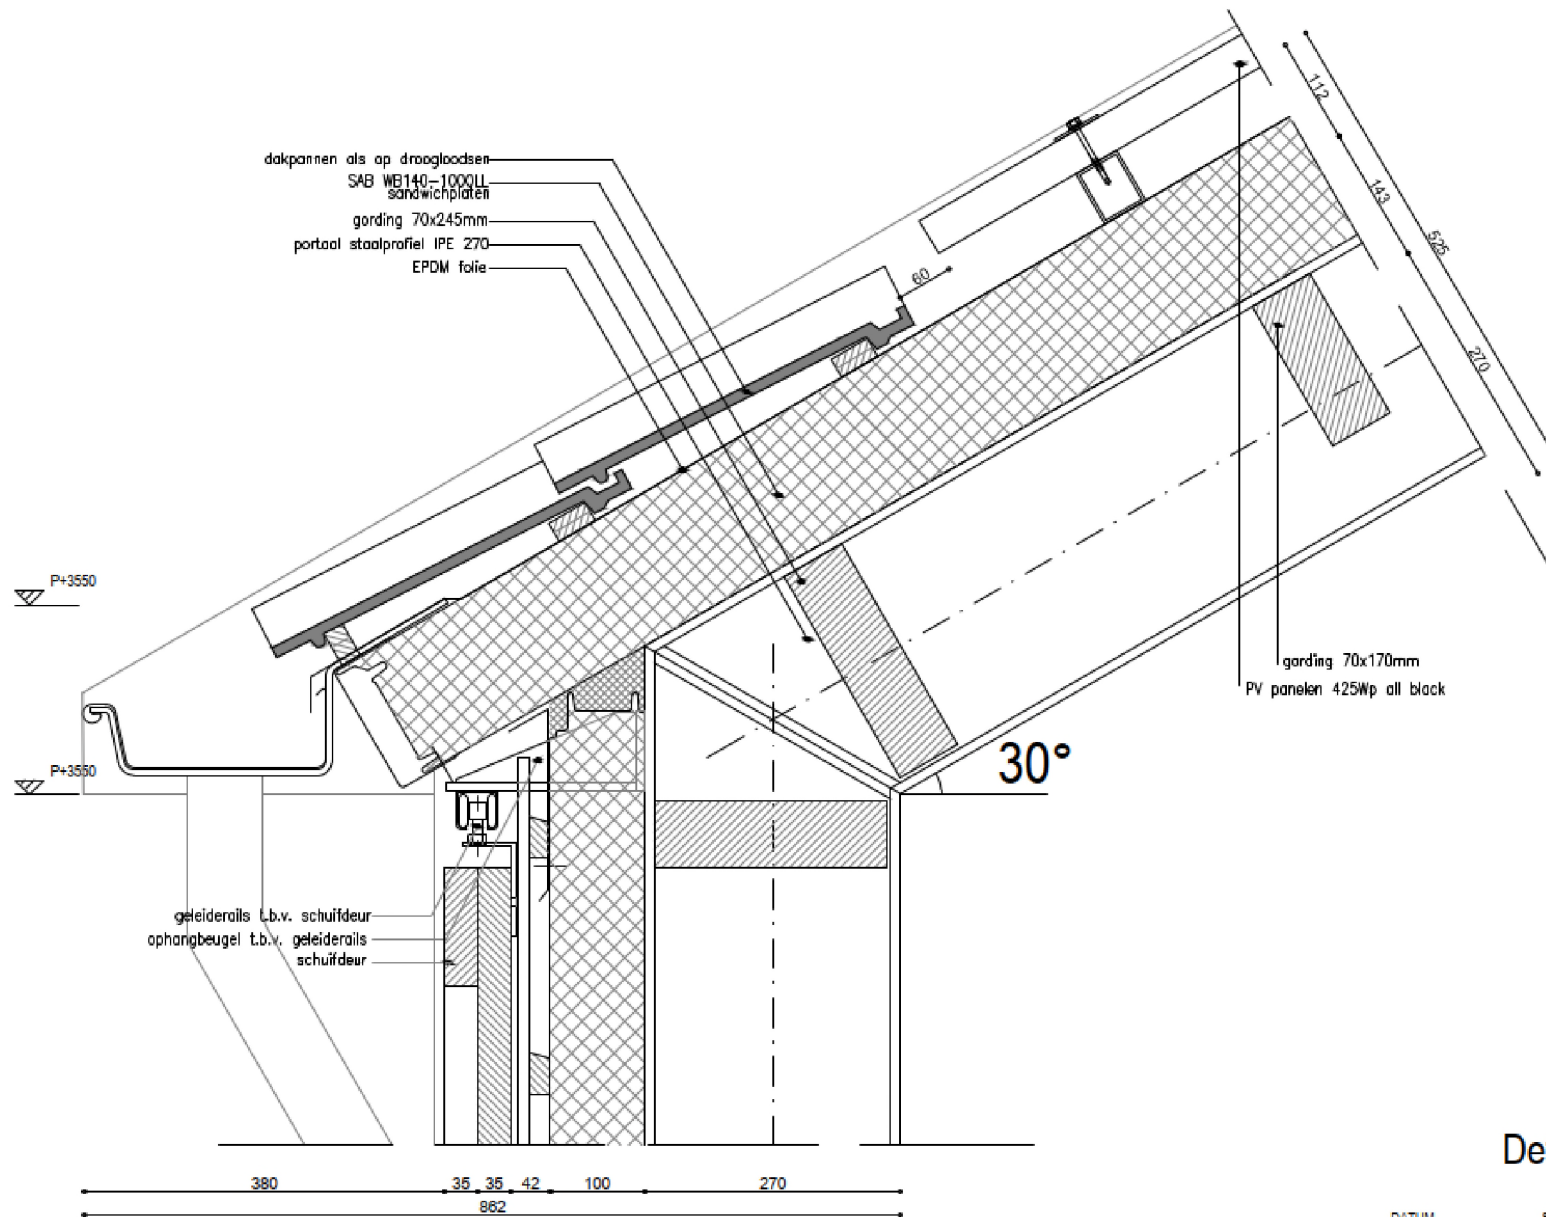 dakpannen als op droogloodsen
SAB WB140-1000LL
sandwichplaten
gording 70x245mm
portaal staalprofiel IPE 270
EPDM folie
112
143
525
270
60
P+3550
P+3550
gording 70x170mm
PV panelen 425Wp all black
30°
geleiderails t.b.v. schuifdeur
ophangbeugel t.b.v. geleiderails
schuifdeur
De
380
35
35
42
100
270
862
DATUM